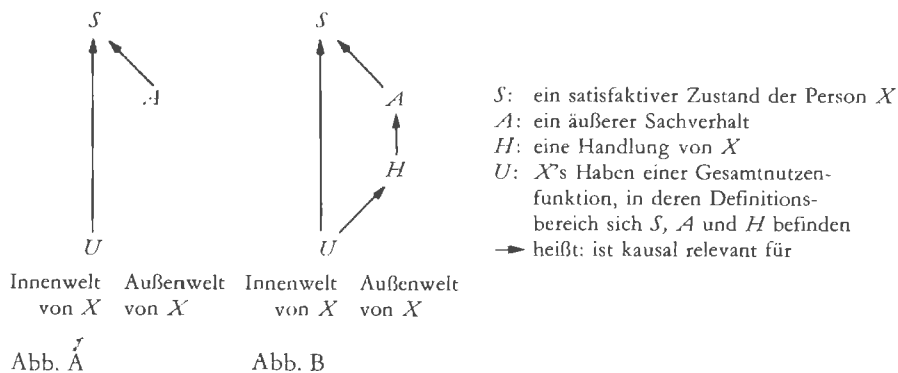 S
S
A
A
H
U
U
S: ein satisfaktiver Zustand der Person X
A: ein äußerer Sachverhalt
H: eine Handlung von X
U: X's Haben einer Gesamtnutzen-
funktion, in deren Definitions-
bereich sich S, A und H befinden
→ heißt: ist kausal relevant für
Innenwelt Außenwelt Innenwelt Außenwelt
von X von X von X von X
Abb. A Abb. B